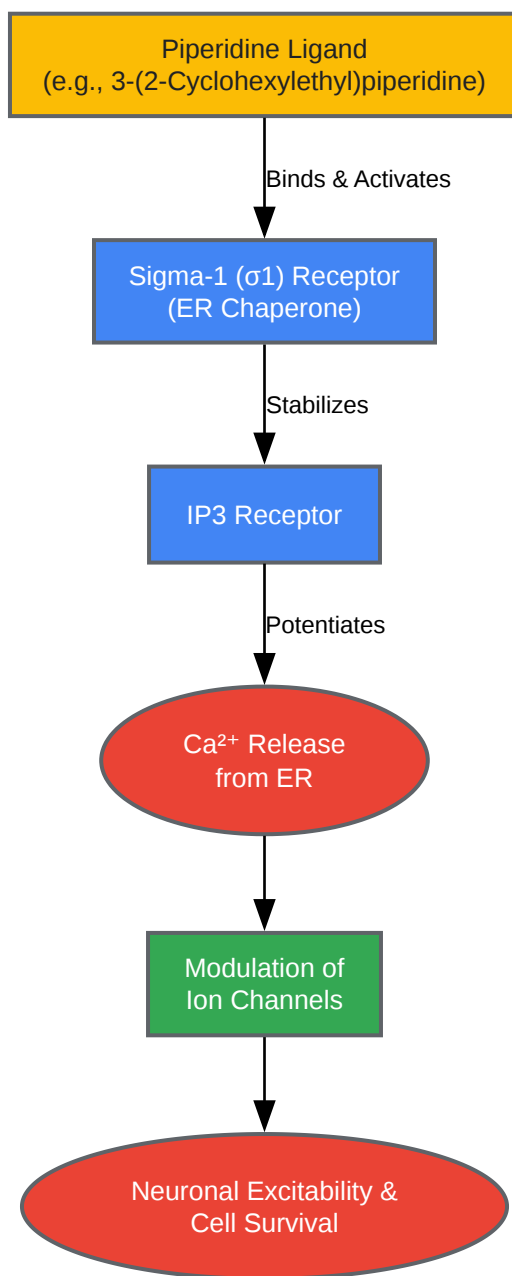 Piperidine Ligand
(e.g., 3-(2-Cyclohexylethyl)piperidine)
Binds & Activates
Sigma-1 (σ1) Receptor
(ER Chaperone)
Stabilizes
IP3 Receptor
Potentiates
Ca²⁺ Release
from ER
Modulation of
Ion Channels
Neuronal Excitability &
Cell Survival